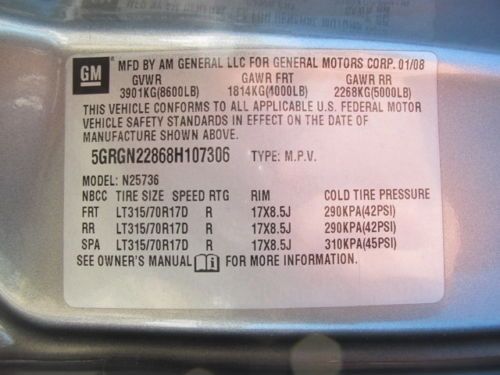 GM
MFD BY AM GENERAL LLC FOR GENERAL MOTORS CORP. 01/08
GVWR GAWR FRT GAWR RR
3901KG(8600LB) 1814KG(4000LB) 2268KG(5000LB)
THIS VEHICLE CONFORMS TO ALL APPLICABLE U.S. FEDERAL MOTOR
VEHICLE SAFETY STANDARDS IN EFFECT ON THE DATE OF
MANUFACTURE SHOWN ABOVE.
5GRGN22868H107306 TYPE: M.P.V.
MODEL: N25736
NBCC TIRE SIZE SPEED RTG RIM COLD TIRE PRESSURE
FRT LT315/70R17D R 17X8.5J 290KPA(42PSI)
RR LT315/70R17D R 17X8.5J 290KPA(42PSI)
SPA LT315/70R17D R 17X8.5J 310KPA(45PSI)
SEE OWNER'S MANUAL FOR MORE INFORMATION.